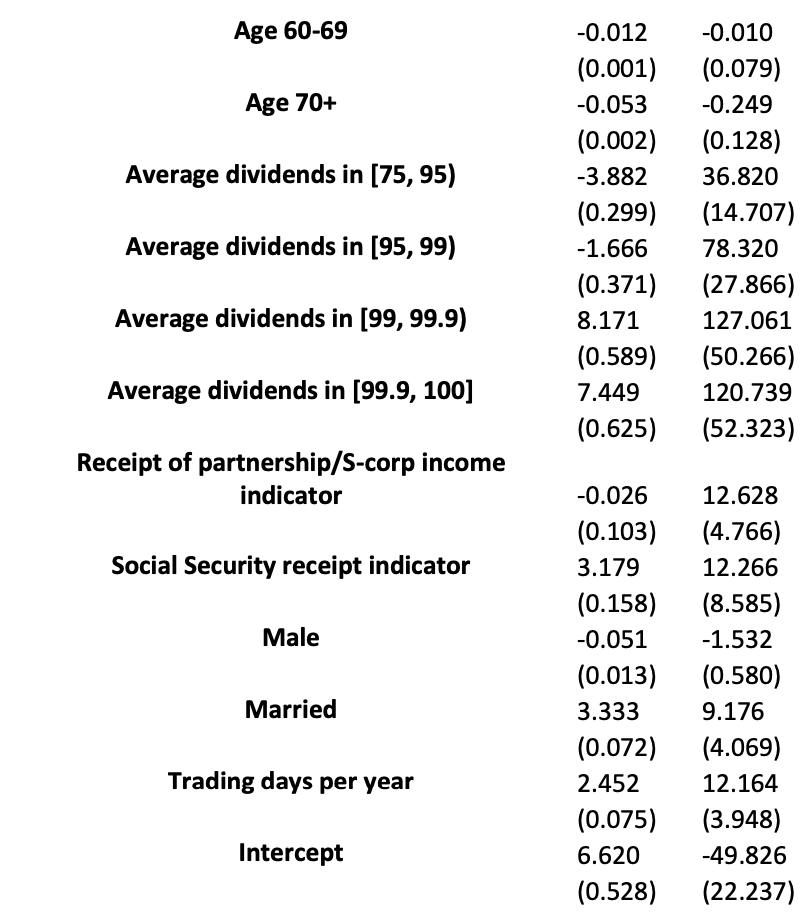 Age 60-69 -0.012 -0.010
(0.001) (0.079)
Age 70+ -0.053 -0.249
(0.002) (0.128)
Average dividends in [75, 95) -3.882 36.820
(0.299) (14.707)
Average dividends in [95, 99) -1.666 78.320
(0.371) (27.866)
Average dividends in [99, 99.9) 8.171 127.061
(0.589) (50.266)
Average dividends in [99.9, 100] 7.449 120.739
(0.625) (52.323)
Receipt of partnership/S-corp income
indicator -0.026 12.628
(0.103) (4.766)
Social Security receipt indicator 3.179 12.266
(0.158) (8.585)
Male -0.051 -1.532
(0.013) (0.580)
Married 3.333 9.176
(0.072) (4.069)
Trading days per year 2.452 12.164
(0.075) (3.948)
Intercept 6.620 -49.826
(0.528) (22.237)